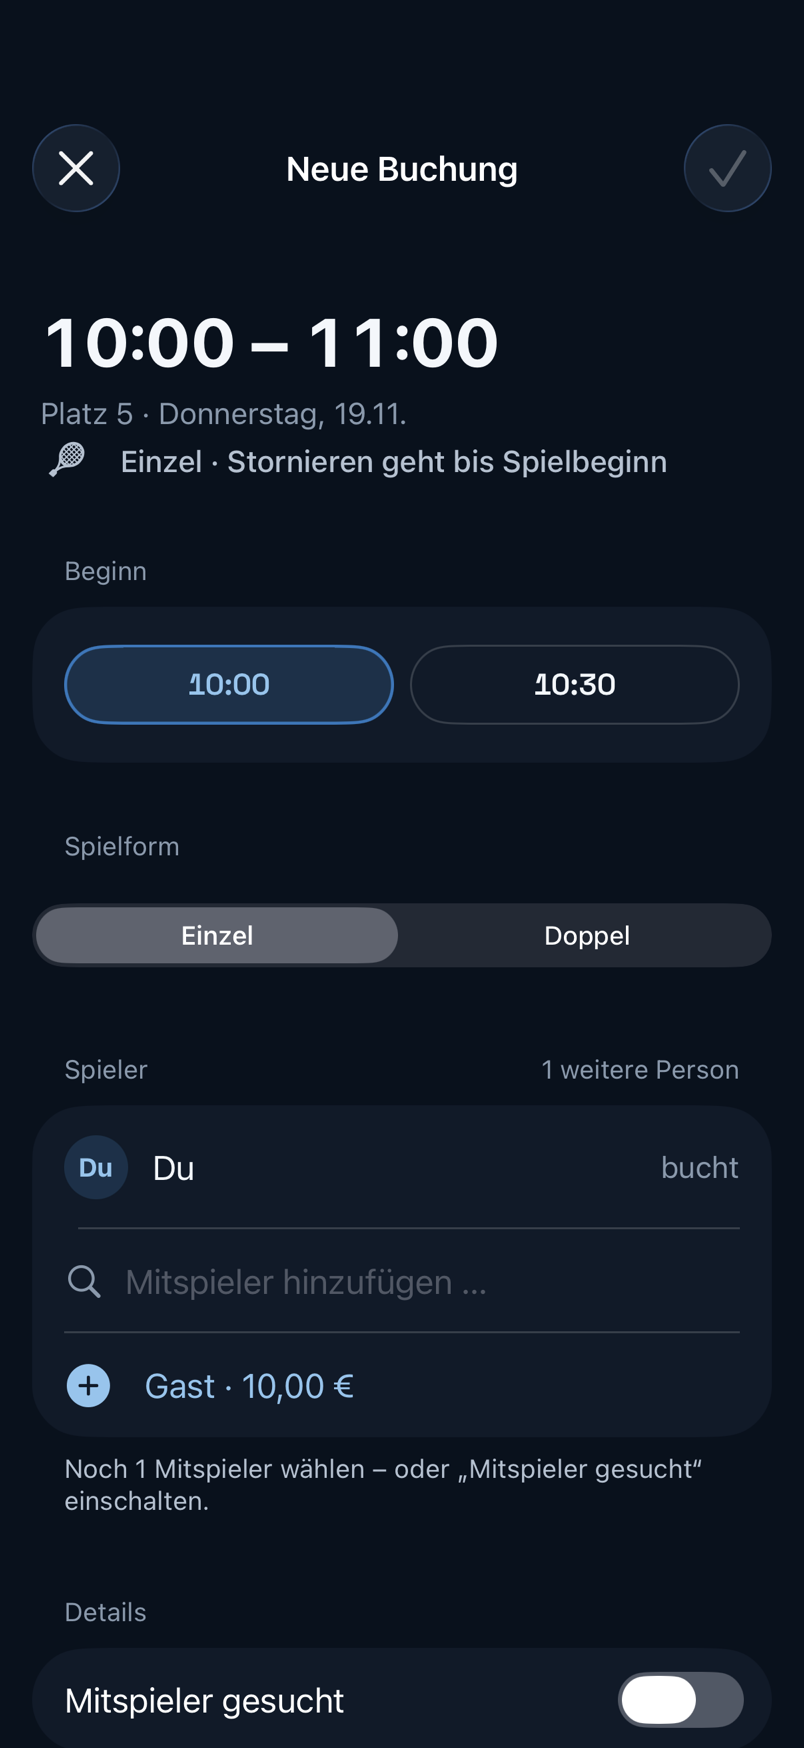 Neue Buchung
10:00 – 11:00
Platz 5 · Donnerstag, 19.11.
Einzel · Stornieren geht bis Spielbeginn
Beginn
10:00
10:30
Spielform
Einzel
Doppel
Spieler
1 weitere Person
Du
Du
bucht
Mitspieler hinzufügen ...
Gast · 10,00 €
Noch 1 Mitspieler wählen – oder „Mitspieler gesucht“
einschalten.
Details
Mitspieler gesucht